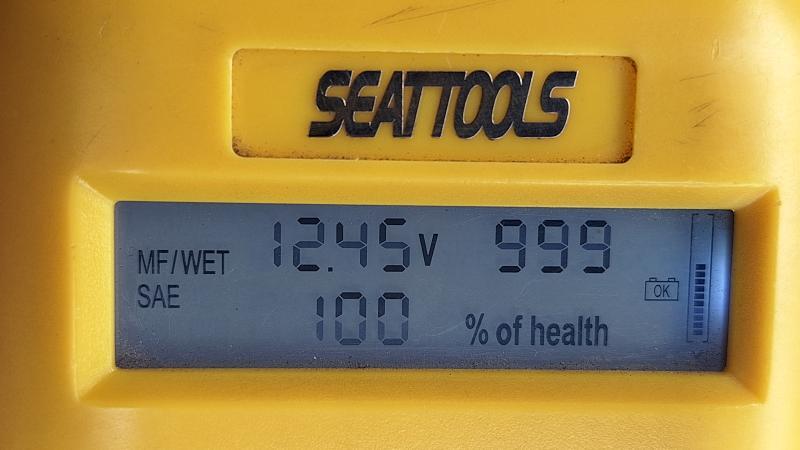 SEATTOOLS
MF/WET 12.45V 999
SAE 100 % of health
OK